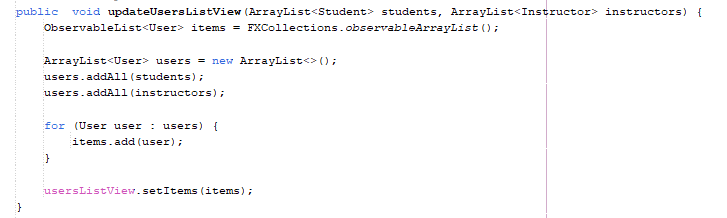 public  void updateUsersListView(ArrayList<Student> students, ArrayList<Instructor> instructors) {
    ObservableList<User> items = FXCollections.observableArrayList();

    ArrayList<User> users = new ArrayList<>();
    users.addAll(students);
    users.addAll(instructors);

    for (User user : users) {
        items.add(user);
    }

    usersListView.setItems(items);
}